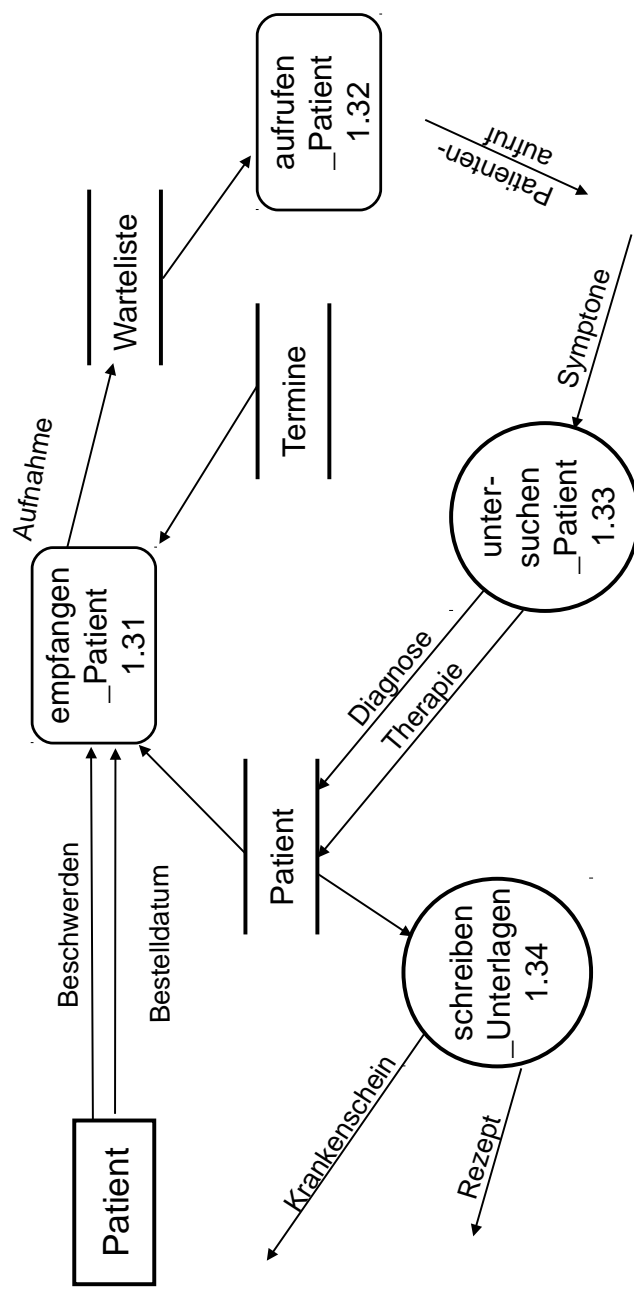 Patient
Beschwerden
Bestelldatum
empfangen
_Patient
1.31
Aufnahme
Warteliste
Termine
aufrufen
_Patient
1.32
Patienten-
aufruf
Symptone
unter-
suchen
_Patient
1.33
Diagnose
Therapie
Patient
schreiben
_Unterlagen
1.34
Krankenschein
Rezept